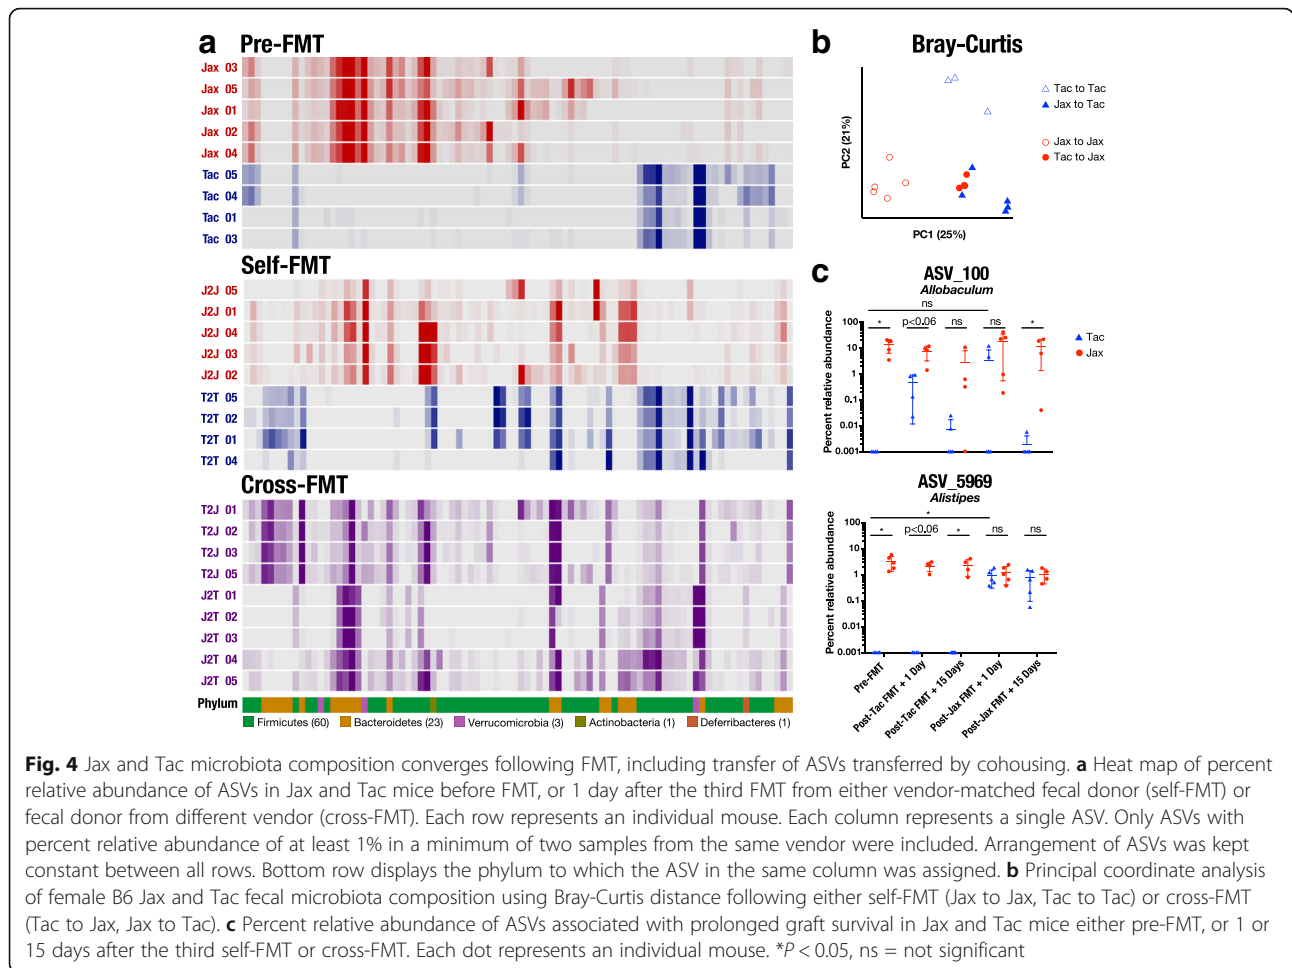 a Pre-FMT
Jax 03
Jax 05
Jax 01
Jax 02
Jax 04
Tac 05
Tac 04
Tac 01
Tac 03
Self-FMT
J2J 05
J2J 01
J2J 04
J2J 03
J2J 02
T2T 05
T2T 02
T2T 01
T2T 04
Cross-FMT
T2J 01
T2J 02
T2J 03
T2J 05
J2T 01
J2T 02
J2T 03
J2T 04
J2T 05
Phylum
Firmicutes (60) Bacteroidetes (23) Verrucomicrobia (3) Actinobacteria (1) Deferribacteres (1)
b Bray-Curtis
PC2 (21%)
PC1 (25%)
Tac to Tac
Jax to Tac
Jax to Jax
Tac to Jax
c ASV_100
Allobaculum
ns
* p<0.06 ns ns *
Percent relative abundance
100
10
1
0.1
0.01
0.001
Tac
Jax
ASV_5969
Alistipes
*
* p<0.06 * ns ns
Percent relative abundance
100
10
1
0.1
0.01
0.001
Pre-FMT
Post-Tac FMT + 1 Day
Post-Tac FMT + 15 Days
Post-Jax FMT + 1 Day
Post-Jax FMT + 15 Days
Fig. 4 Jax and Tac microbiota composition converges following FMT, including transfer of ASVs transferred by cohousing. a Heat map of percent
relative abundance of ASVs in Jax and Tac mice before FMT, or 1 day after the third FMT from either vendor-matched fecal donor (self-FMT) or
fecal donor from different vendor (cross-FMT). Each row represents an individual mouse. Each column represents a single ASV. Only ASVs with
percent relative abundance of at least 1% in a minimum of two samples from the same vendor were included. Arrangement of ASVs was kept
constant between all rows. Bottom row displays the phylum to which the ASV in the same column was assigned. b Principal coordinate analysis
of female B6 Jax and Tac fecal microbiota composition using Bray-Curtis distance following either self-FMT (Jax to Jax, Tac to Tac) or cross-FMT
(Tac to Jax, Jax to Tac). c Percent relative abundance of ASVs associated with prolonged graft survival in Jax and Tac mice either pre-FMT, or 1 or
15 days after the third self-FMT or cross-FMT. Each dot represents an individual mouse. *P < 0.05, ns = not significant